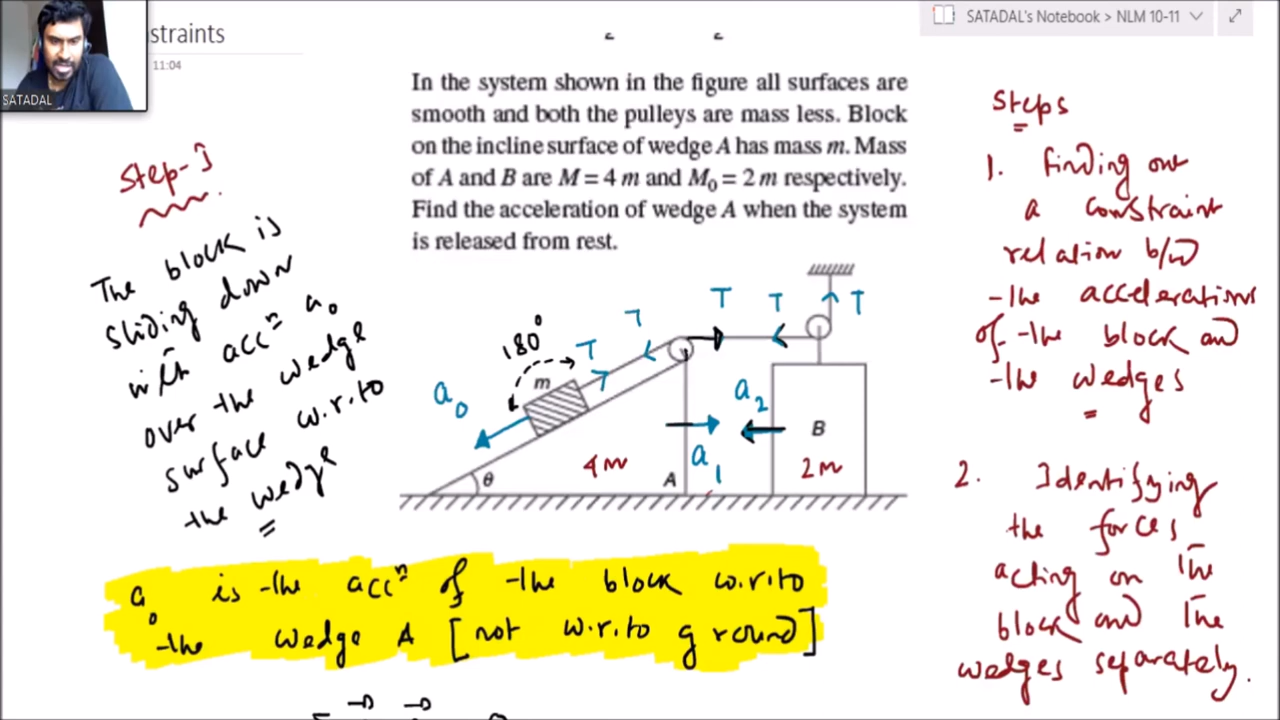 straints
11:04
SATADAL
SATADAL's Notebook > NLM 10-11
In the system shown in the figure all surfaces are
smooth and both the pulleys are mass less. Block
on the incline surface of wedge A has mass m. Mass
of A and B are M = 4 m and M₀ = 2 m respectively.
Find the acceleration of wedge A when the system
is released from rest.
Step-I
The block is
sliding down
with accⁿ a₀
over the wedge
surface w.r.to
the wedge
180°
m
T
T
T
T
T
T
a₀
a₁
a₂
θ
4m
A
B
2m
a₀ is the accⁿ of the block w.r.to
the wedge A [not w.r.to ground]
Steps
1. Finding out
a constraint
relation b/w
the accelerations
of the block and
the wedges
2. Identifying
the forces
acting on the
block and the
wedges separately.